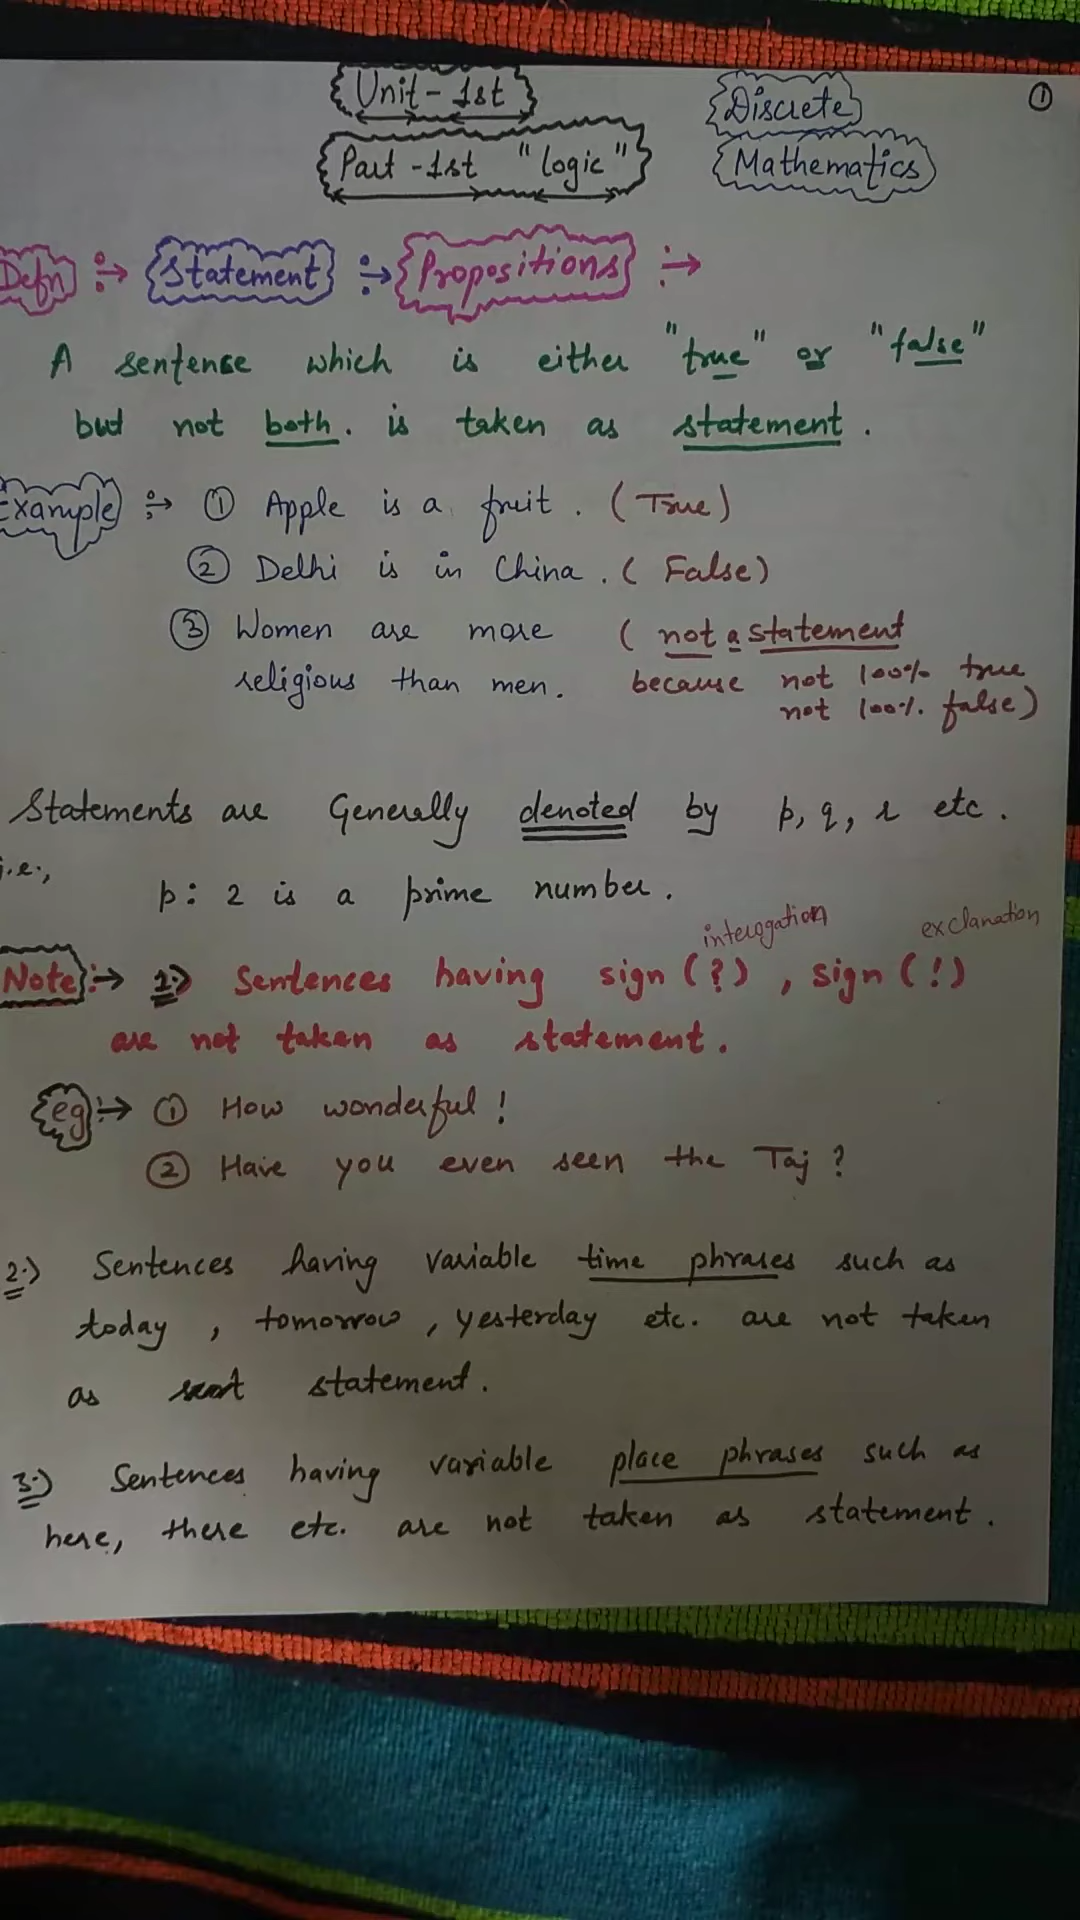 Unit-1st
Discrete
Mathematics
①
Part-1st "logic"
Defn :→ Statement :→ Propositions :→
A sentense which is either "true" or "false"
but not both. is taken as statement.
Example :→ ① Apple is a fruit. (True)
② Delhi is in China. (False)
③ Women are more religious than men. (not a statement
because not 100% true
not 100% false)
Statements are Generally denoted by p, q, r etc.
i.e.,
p: 2 is a prime number.
interogation
exclamation
Note:→ 1.) Sentences having sign (?), sign (!)
are not taken as statement.
eg:→ ① How wonderful!
② Have you even seen the Taj?
2.) Sentences having variable time phrases such as
today, tomorrow, yesterday etc. are not taken
as statement.
3.) Sentences having variable place phrases such as
here, there etc. are not taken as statement.